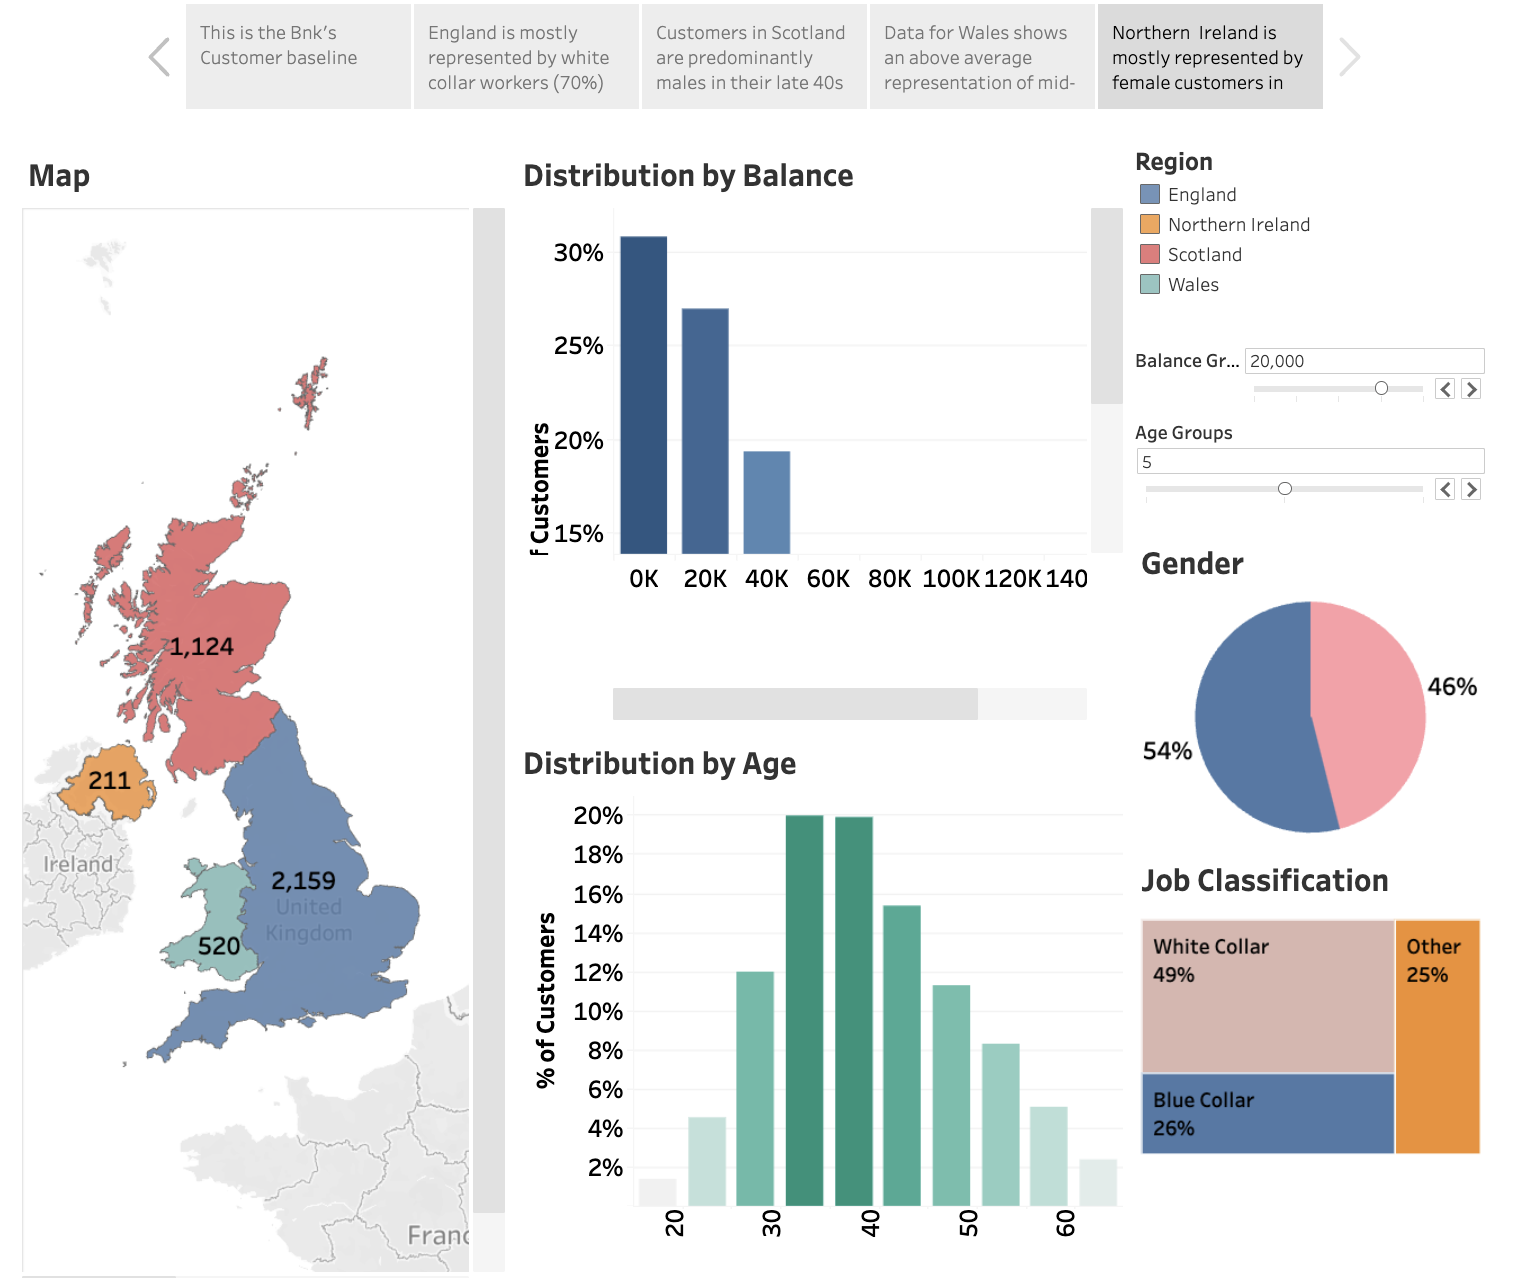 This is the Bnk's
Customer baseline
England is mostly
represented by white
collar workers (70%)
Customers in Scotland
are predominantly
males in their late 40s
Data for Wales shows
an above average
representation of mid-
Northern Ireland is
mostly represented by
female customers in
Map
1,124
211
Ireland
2,159
United
Kingdom
520
Franc
Distribution by Balance
f Customers
30%
25%
20%
15%
0K 20K 40K 60K 80K 100K 120K 140
Distribution by Age
% of Customers
20%
18%
16%
14%
12%
10%
8%
6%
4%
2%
20 30 40 50 60
Region
England
Northern Ireland
Scotland
Wales
Balance Gr... 20,000
Age Groups
5
Gender
46%
54%
Job Classification
White Collar
49%
Other
25%
Blue Collar
26%